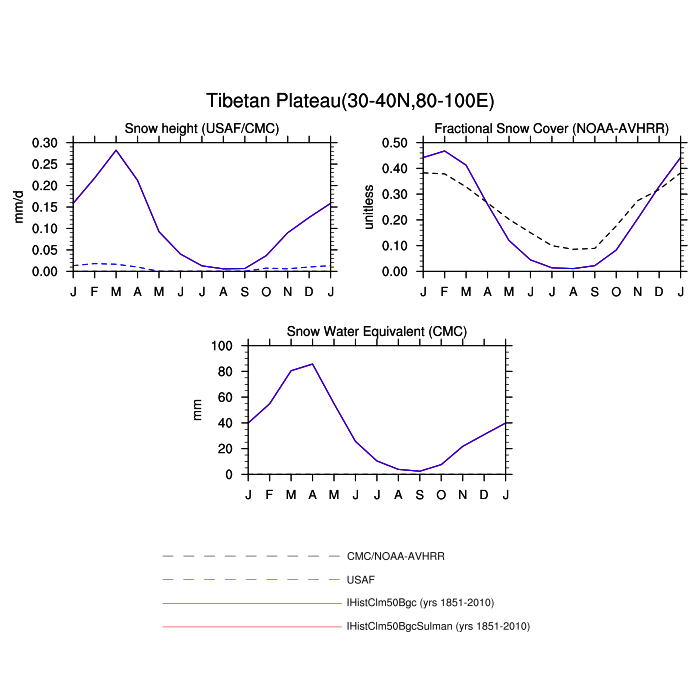 Tibetan Plateau(30-40N,80-100E)
Snow height (USAF/CMC)
Fractional Snow Cover (NOAA-AVHRR)
mm/d
0.30
0.25
0.20
0.15
0.10
0.05
0.00
J F M A M J J A S O N D J
unitless
0.50
0.40
0.30
0.20
0.10
0.00
J F M A M J J A S O N D J
Snow Water Equivalent (CMC)
mm
100
80
60
40
20
0
J F M A M J J A S O N D J
CMC/NOAA-AVHRR
USAF
IHistClm50Bgc (yrs 1851-2010)
IHistClm50BgcSulman (yrs 1851-2010)